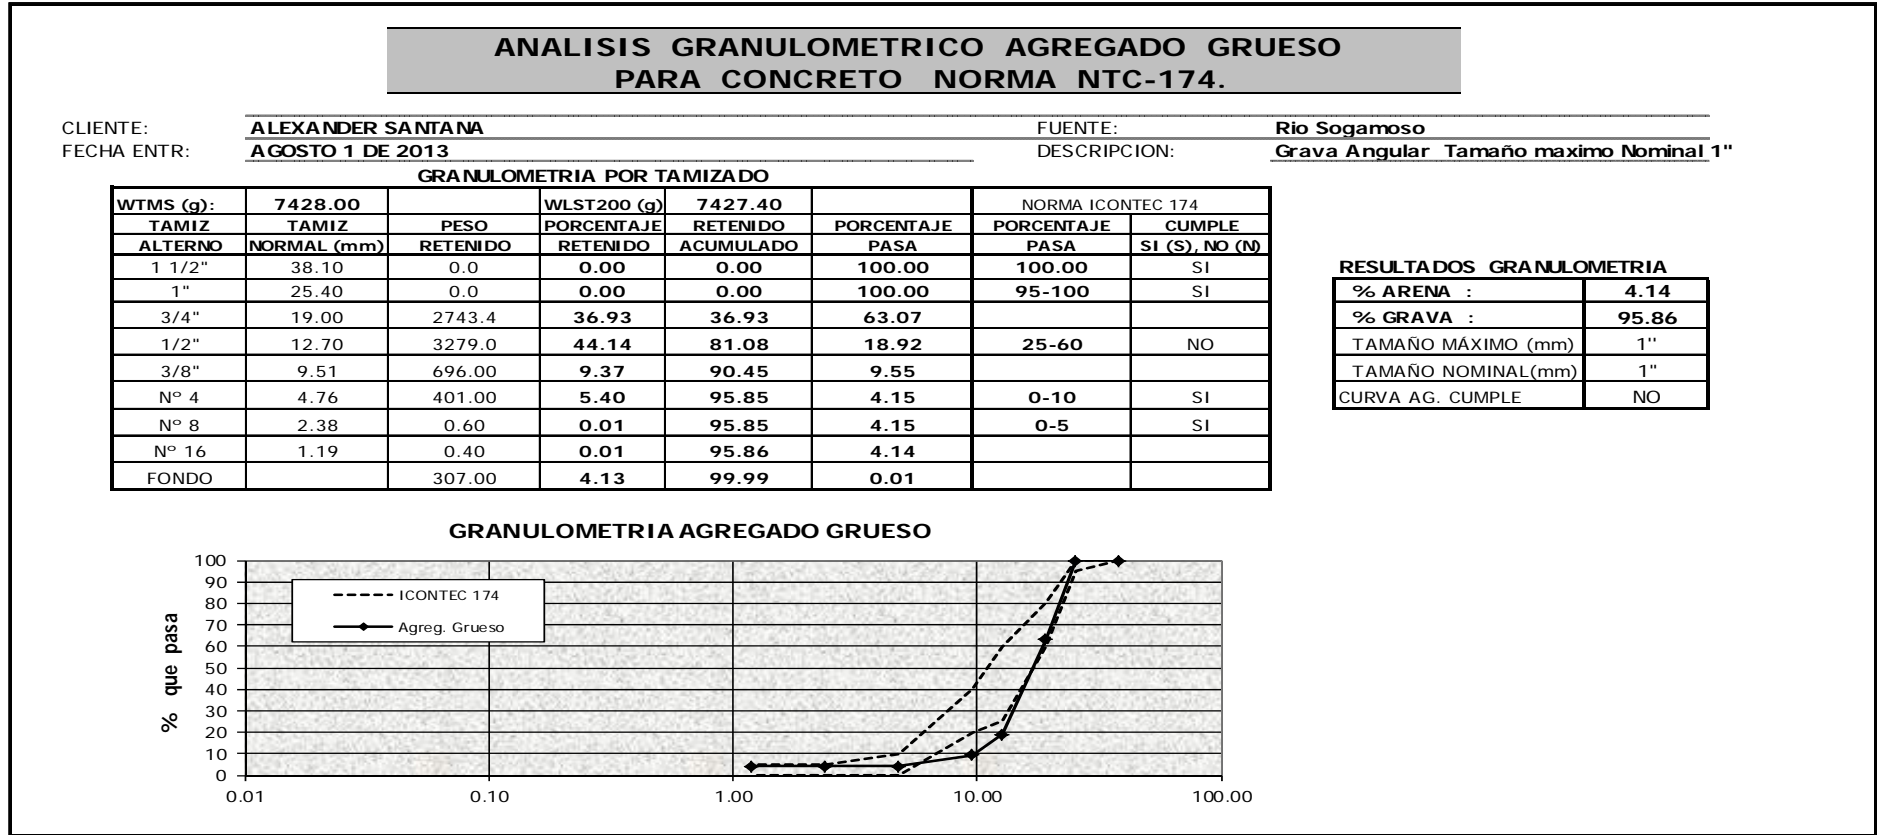 ANALISIS GRANULOMETRICO AGREGADO GRUESO
PARA CONCRETO NORMA NTC-174.
CLIENTE: ALEXANDER SANTANA FUENTE: Rio Sogamoso
FECHA ENTR: AGOSTO 1 DE 2013 DESCRIPCION: Grava Angular Tamaño maximo Nominal 1"
GRANULOMETRIA POR TAMIZADO
WTMS (g): 7428.00 WLST200 (g) 7427.40 NORMA ICONTEC 174
TAMIZ TAMIZ PESO PORCENTAJE RETENIDO PORCENTAJE PORCENTAJE CUMPLE
ALTERNO NORMAL (mm) RETENIDO RETENIDO ACUMULADO PASA PASA SI (S), NO (N)
1 1/2" 38.10 0.0 0.00 0.00 100.00 100.00 SI
1" 25.40 0.0 0.00 0.00 100.00 95-100 SI
3/4" 19.00 2743.4 36.93 36.93 63.07
1/2" 12.70 3279.0 44.14 81.08 18.92 25-60 NO
3/8" 9.51 696.00 9.37 90.45 9.55
Nº 4 4.76 401.00 5.40 95.85 4.15 0-10 SI
Nº 8 2.38 0.60 0.01 95.85 4.15 0-5 SI
Nº 16 1.19 0.40 0.01 95.86 4.14
FONDO 307.00 4.13 99.99 0.01
RESULTADOS GRANULOMETRIA
% ARENA : 4.14
% GRAVA : 95.86
TAMAÑO MÁXIMO (mm) 1''
TAMAÑO NOMINAL(mm) 1"
CURVA AG. CUMPLE NO
GRANULOMETRIA AGREGADO GRUESO
% que pasa
100
90
80
70
60
50
40
30
20
10
0
ICONTEC 174
Agreg. Grueso
0.01 0.10 1.00 10.00 100.00